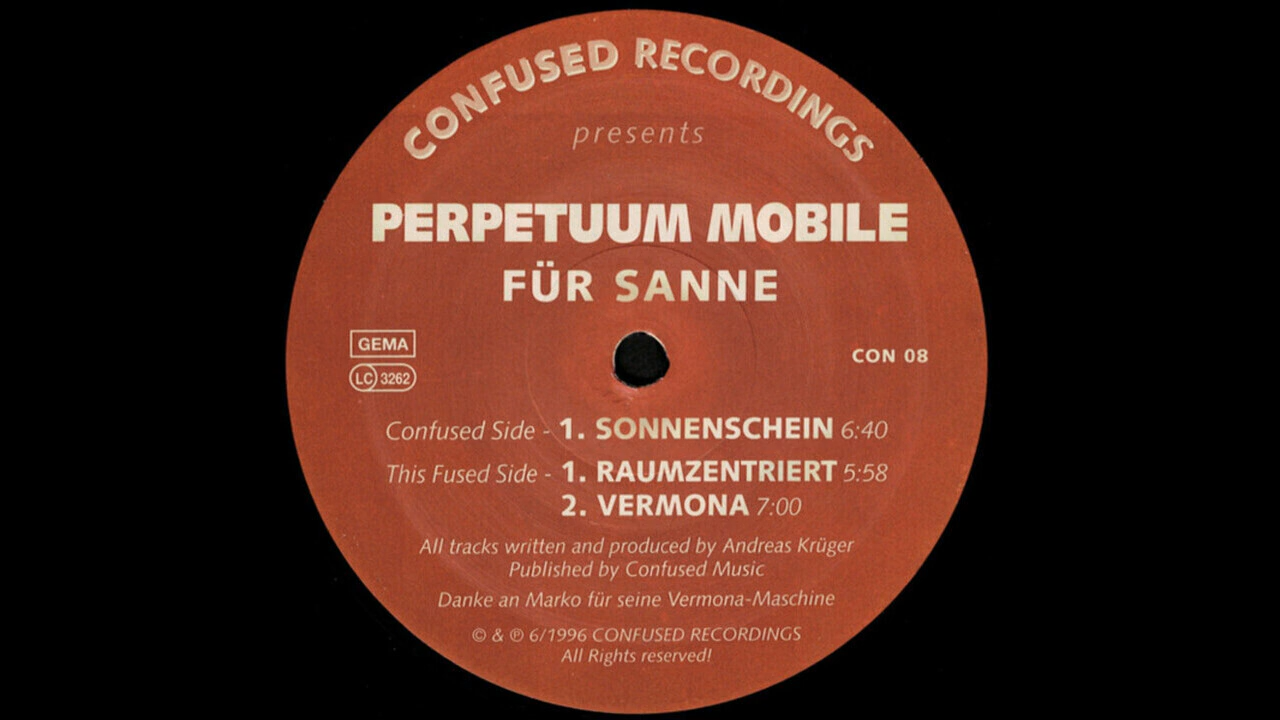 CONFUSED RECORDINGS
presents
PERPETUUM MOBILE
FÜR SANNE
GEMA
LC 3262
CON 08
Confused Side - 1. SONNENSCHEIN 6:40
This Fused Side - 1. RAUMZENTRIERT 5:58
2. VERMONA 7:00
All tracks written and produced by Andreas Krüger
Published by Confused Music
Danke an Marko für seine Vermona-Maschine
© & ℗ 6/1996 CONFUSED RECORDINGS
All Rights reserved!